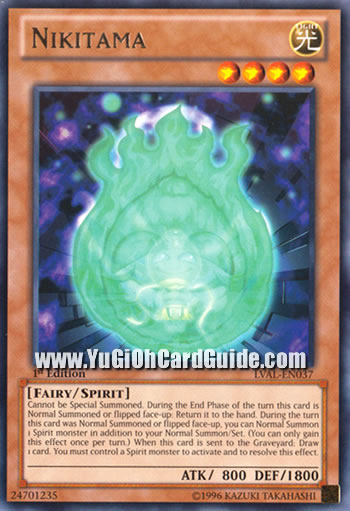 NIKITAMA
LIGHT
光
www.YuGiOhCardGuide.com
1st Edition
LVAL-EN037
[FAIRY/SPIRIT]
Cannot be Special Summoned. During the End Phase of the turn this card is
Normal Summoned or flipped face-up: Return it to the hand. During the turn
this card was Normal Summoned or flipped face-up, you can Normal Summon
1 Spirit monster in addition to your Normal Summon/Set. (You can only gain
this effect once per turn.) When this card is sent to the Graveyard: Draw
1 card. You must control a Spirit monster to activate and to resolve this effect.
ATK/ 800 DEF/1800
24701235
©1996 KAZUKI TAKAHASHI